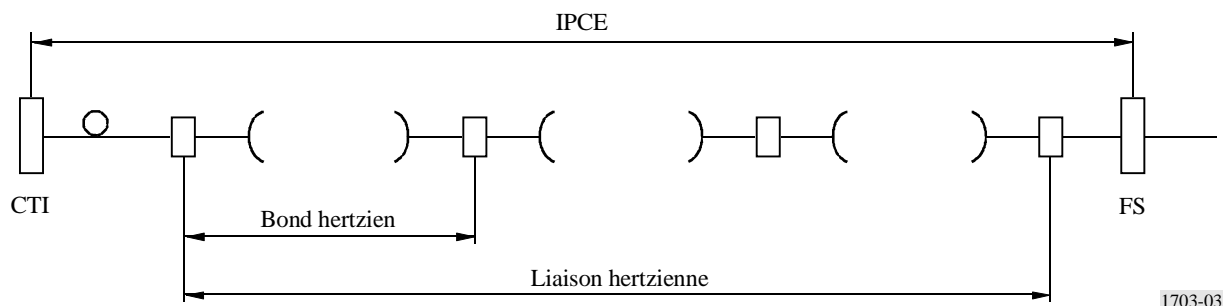 IPCE
CTI
FS
Bond hertzien
Liaison hertzienne
1703-03